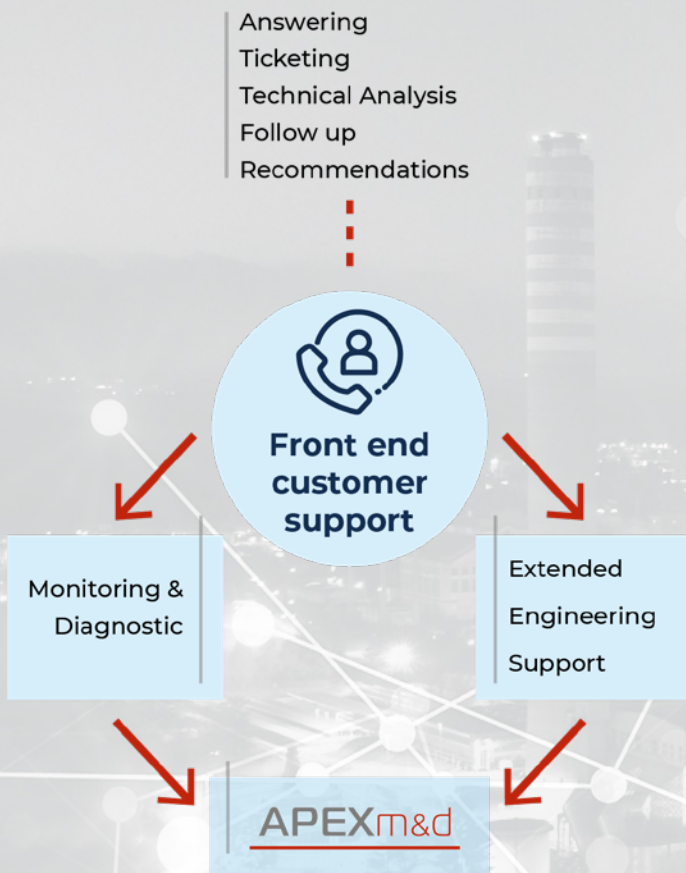 Answering
Ticketing
Technical Analysis
Follow up
Recommendations
Front end
customer
support
Monitoring &
Diagnostic
Extended
Engineering
Support
APEXm&d